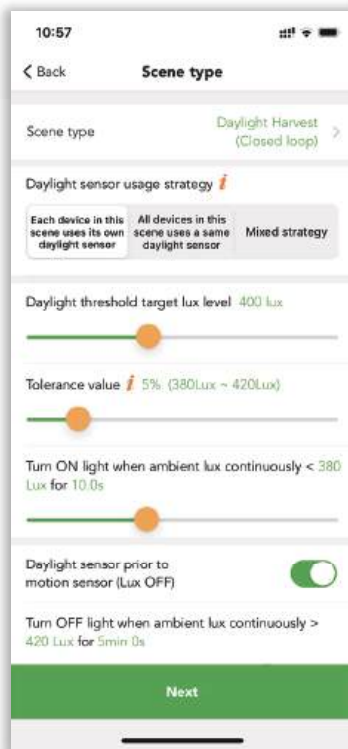 10:57
Back
Scene type
Scene type
Daylight Harvest
(Closed loop)
Daylight sensor usage strategy i
Each device in this
scene uses its own
daylight sensor
All devices in this
scene uses a same
daylight sensor
Mixed strategy
Daylight threshold target lux level 400 lux
Tolerance value i 5% (380Lux ~ 420Lux)
Turn ON light when ambient lux continuously < 380
Lux for 10.0s
Daylight sensor prior to
motion sensor (Lux OFF)
Turn OFF light when ambient lux continuously >
420 Lux for 5min 0s
Next